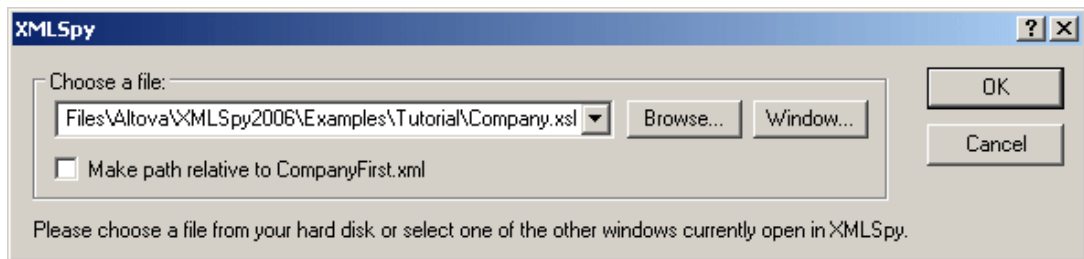 XMLSpy
Choose a file:
Files\Altova\XMLSpy2006\Examples\Tutorial\Company.xsl
Browse...
Window...
OK
Cancel
Make path relative to CompanyFirst.xml
Please choose a file from your hard disk or select one of the other windows currently open in XMLSpy.